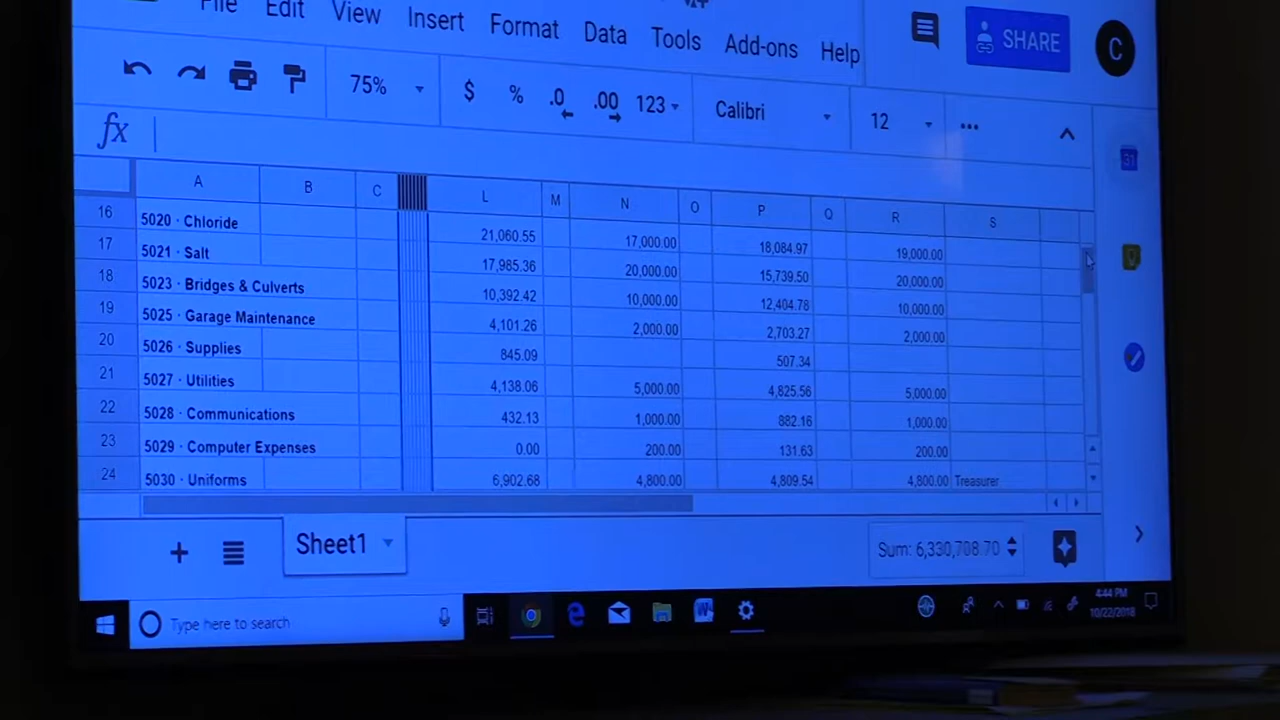 File Edit View Insert Format Data Tools Add-ons Help SHARE C
75% $ % .0 .00 123 Calibri 12 ...
fx
A B C L M N O P Q R S
16 5020 · Chloride 21,060.55 17,000.00 18,084.97 19,000.00
17 5021 · Salt 17,985.36 20,000.00 15,739.50 20,000.00
18 5023 · Bridges & Culverts 10,392.42 10,000.00 12,404.78 10,000.00
19 5025 · Garage Maintenance 4,101.26 2,000.00 2,703.27 2,000.00
20 5026 · Supplies 845.09 507.34
21 5027 · Utilities 4,138.06 5,000.00 4,825.56 5,000.00
22 5028 · Communications 432.13 1,000.00 882.16 1,000.00
23 5029 · Computer Expenses 0.00 200.00 131.63 200.00
24 5030 · Uniforms 6,902.68 4,800.00 4,809.54 4,800.00 Treasurer
31
+ Sheet1 Sum: 6,330,708.70
Type here to search
4:44 PM
10/22/2018